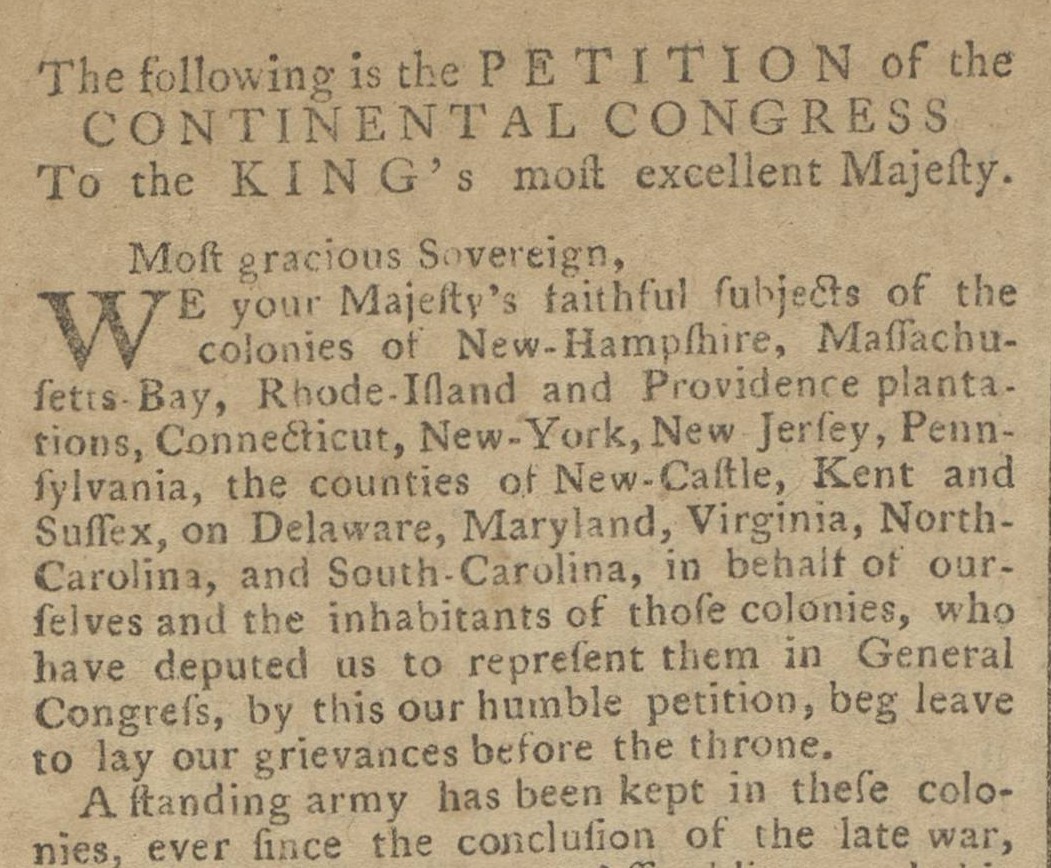 The following is the PETITION of the
CONTINENTAL CONGRESS
To the KING's moſt excellent Majeſty.
Moſt gracious Sovereign,
WE your Majeſty's faithful ſubjects of the
colonies of New-Hampſhire, Maſſachu-
ſetts-Bay, Rhode-Iſland and Providence planta-
tions, Connecticut, New-York, New Jerſey, Penn-
ſylvania, the counties of New-Caſtle, Kent and
Suſſex, on Delaware, Maryland, Virginia, North-
Carolina, and South-Carolina, in behalf of our-
ſelves and the inhabitants of thoſe colonies, who
have deputed us to repreſent them in General
Congreſs, by this our humble petition, beg leave
to lay our grievances before the throne.
A ſtanding army has been kept in theſe colo-
nies, ever ſince the concluſion of the late war,